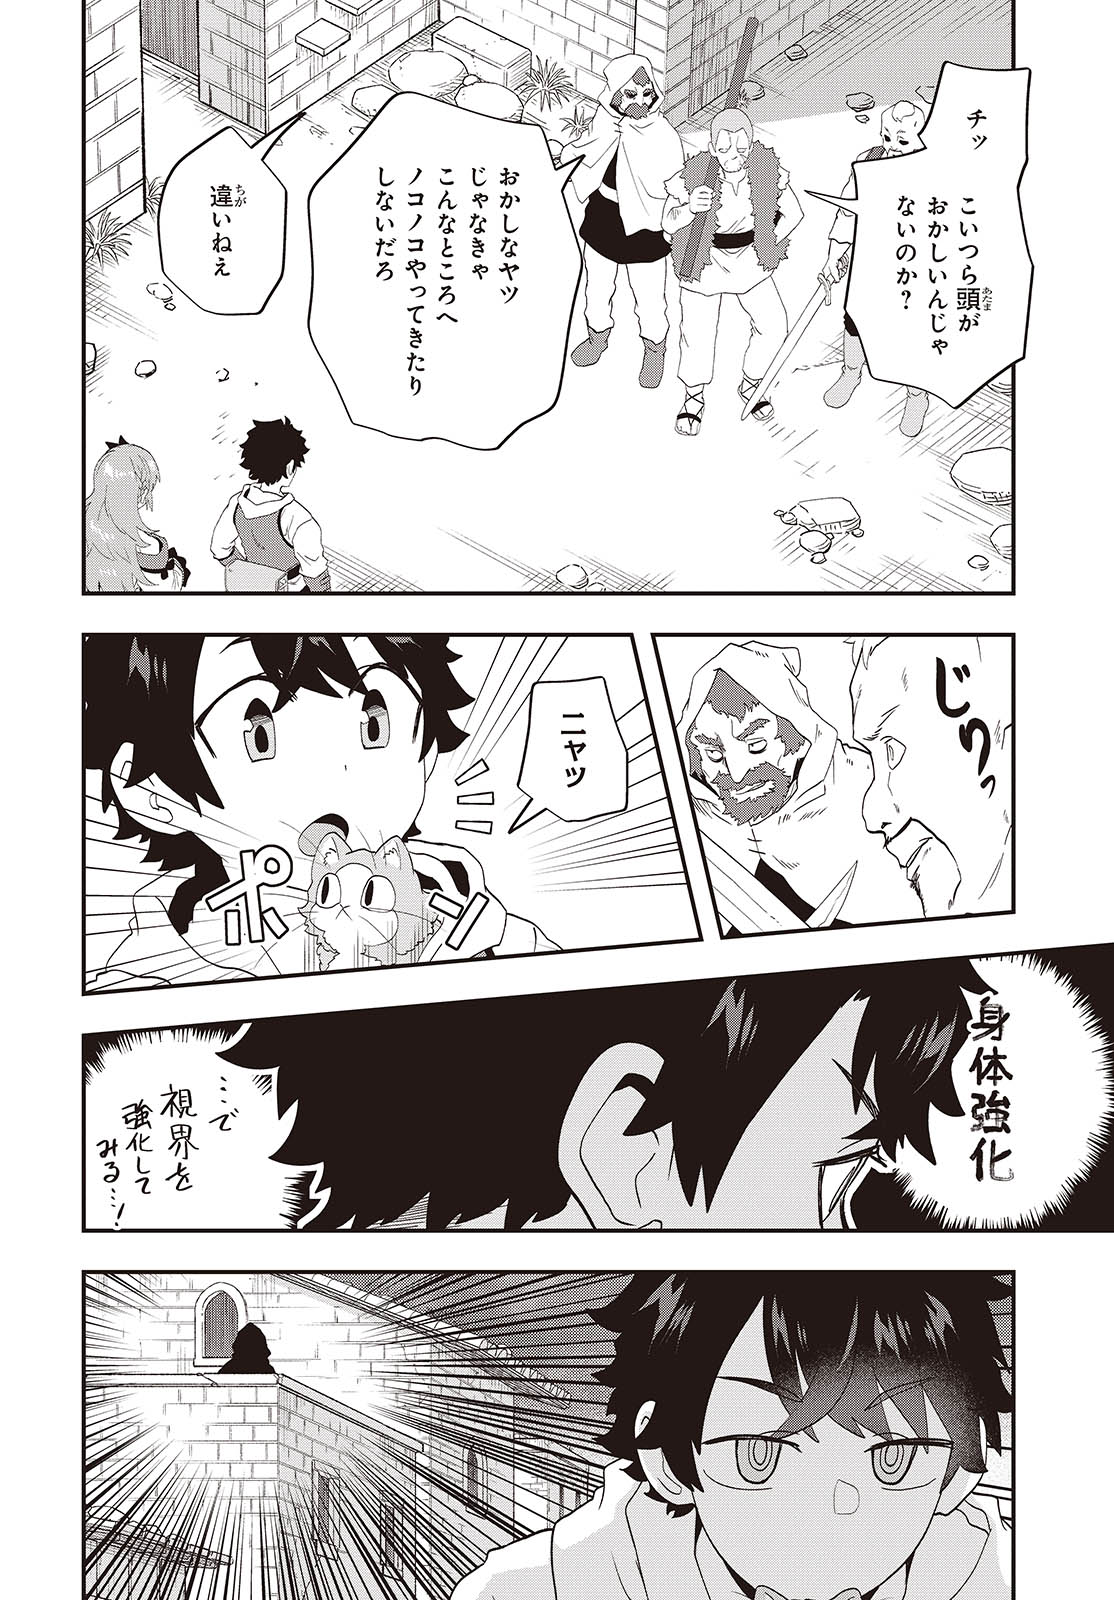 チッ
こいつら頭が
おかしいんじゃ
ないのか?
おかしなヤツ
じゃなきゃ
こんなところへ
ノコノコやってきたり
しないだろ
違いねえ
じりっ
ニャッ
ポン
身体強化
…で
視界を
強化して
みる…!